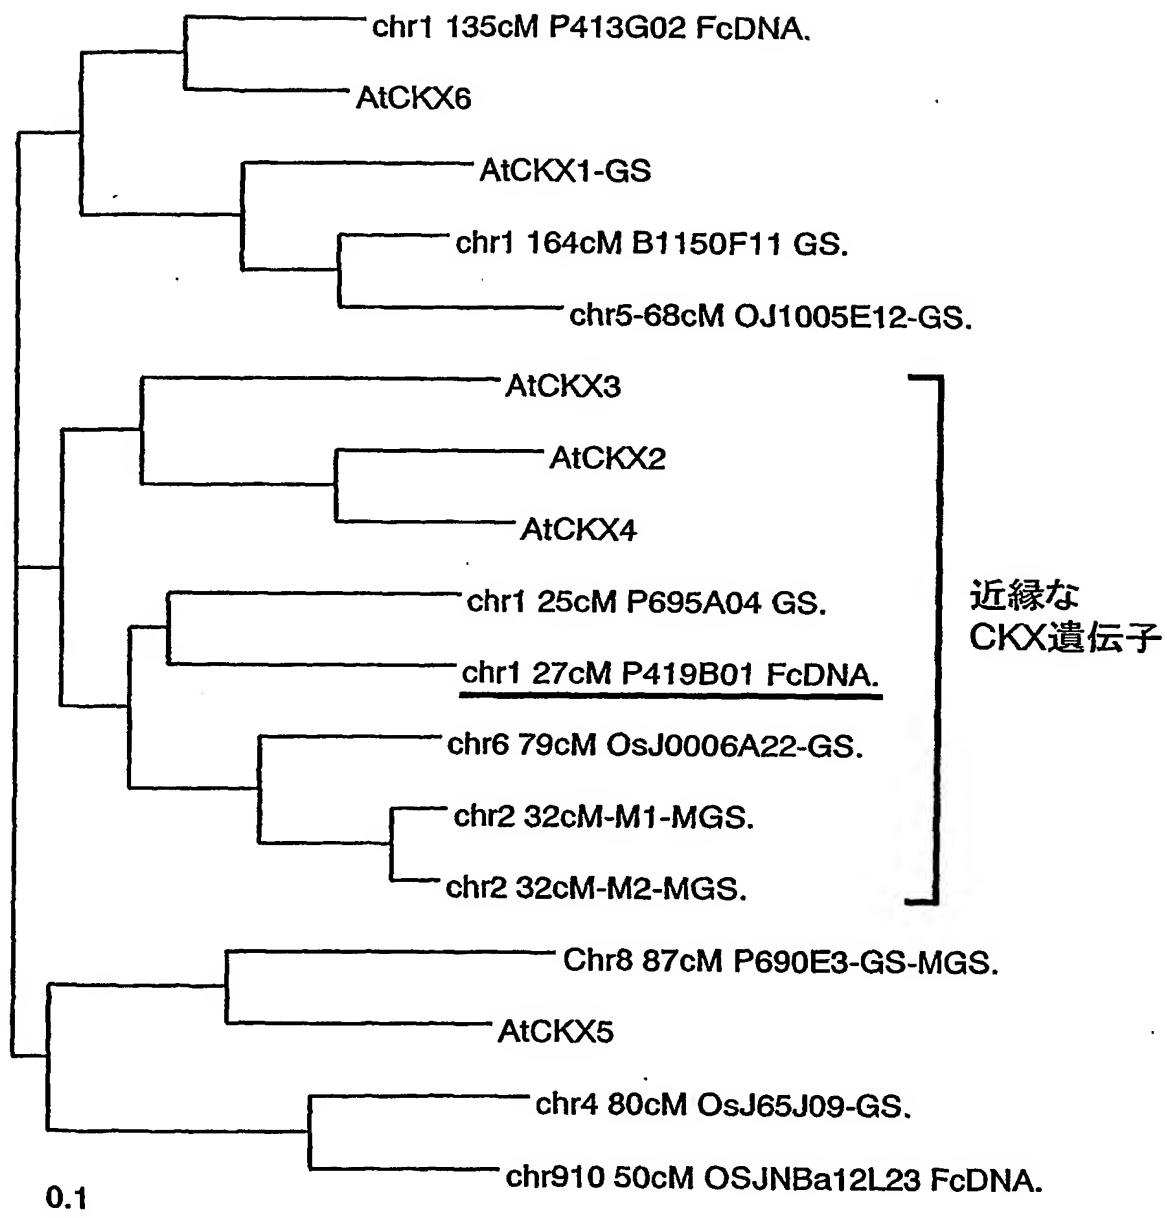 chr1 135cM P413G02 FcDNA.
AtCKX6
AtCKX1-GS
chr1 164cM B1150F11 GS.
chr5-68cM OJ1005E12-GS.
AtCKX3
AtCKX2
AtCKX4
chr1 25cM P695A04 GS.
chr1 27cM P419B01 FcDNA.
chr6 79cM OsJ0006A22-GS.
chr2 32cM-M1-MGS.
chr2 32cM-M2-MGS.
近縁な
CKX遺伝子
Chr8 87cM P690E3-GS-MGS.
AtCKX5
chr4 80cM OsJ65J09-GS.
chr910 50cM OSJNBa12L23 FcDNA.
0.1